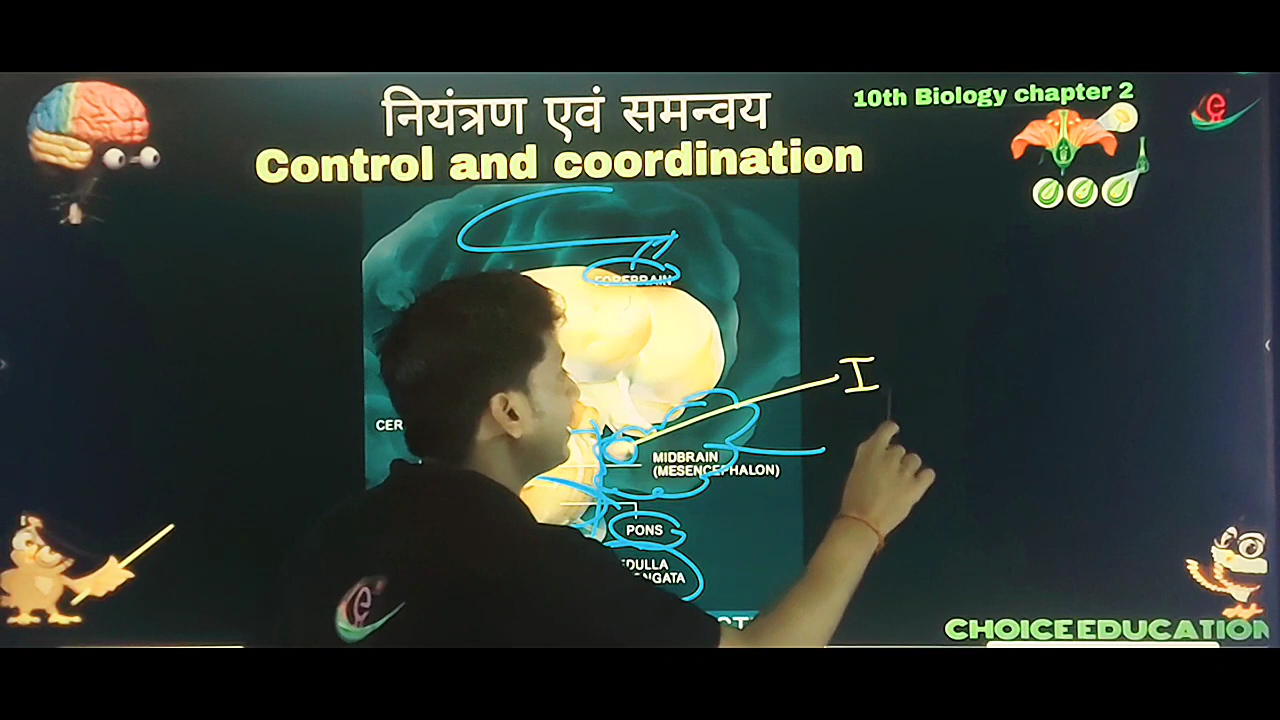 नियंत्रण एवं समन्वय
10th Biology chapter 2
Control and coordination
FOREBRAIN
I
MIDBRAIN
(MESENCEPHALON)
PONS
CHOICE EDUCATION